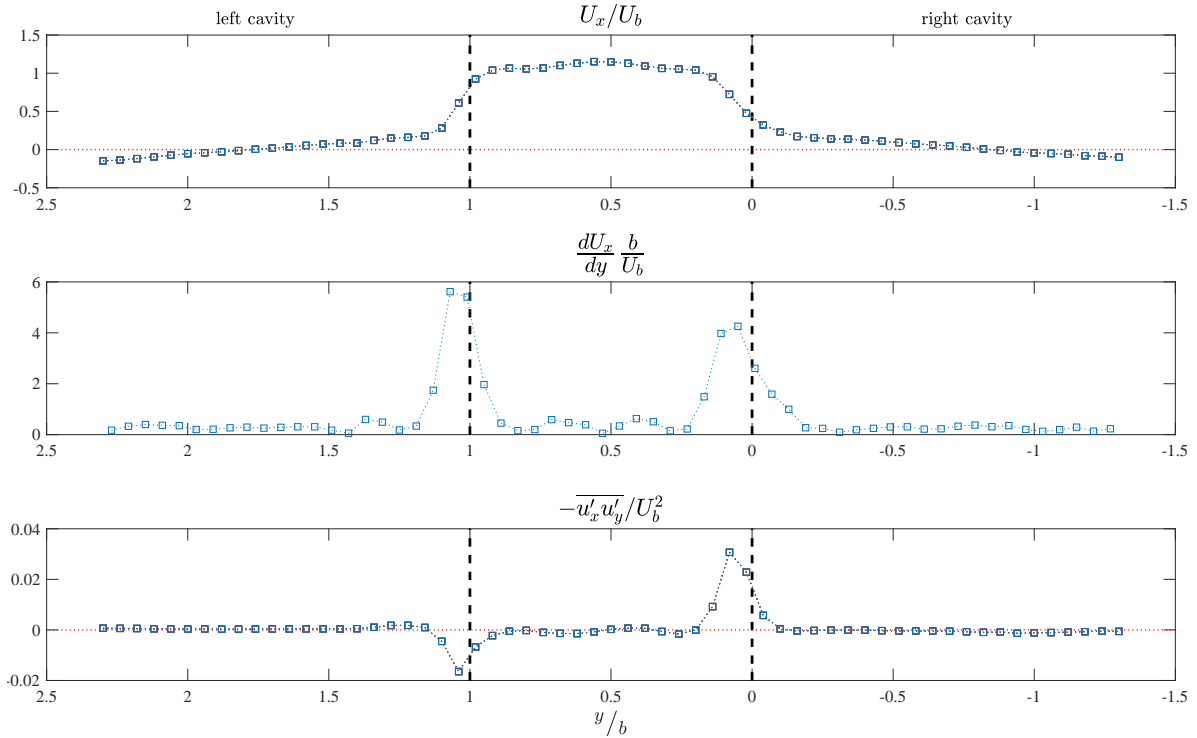 left cavity U_x/U_b right cavity
1.5
1
0.5
0
-0.5
2.5 2 1.5 1 0.5 0 -0.5 -1 -1.5
\frac{dU_x}{dy} \frac{b}{U_b}
6
4
2
0
2.5 2 1.5 1 0.5 0 -0.5 -1 -1.5
-\overline{u'_x u'_y}/U_b^2
0.04
0.02
0
-0.02
2.5 2 1.5 1 0.5 0 -0.5 -1 -1.5
y/b